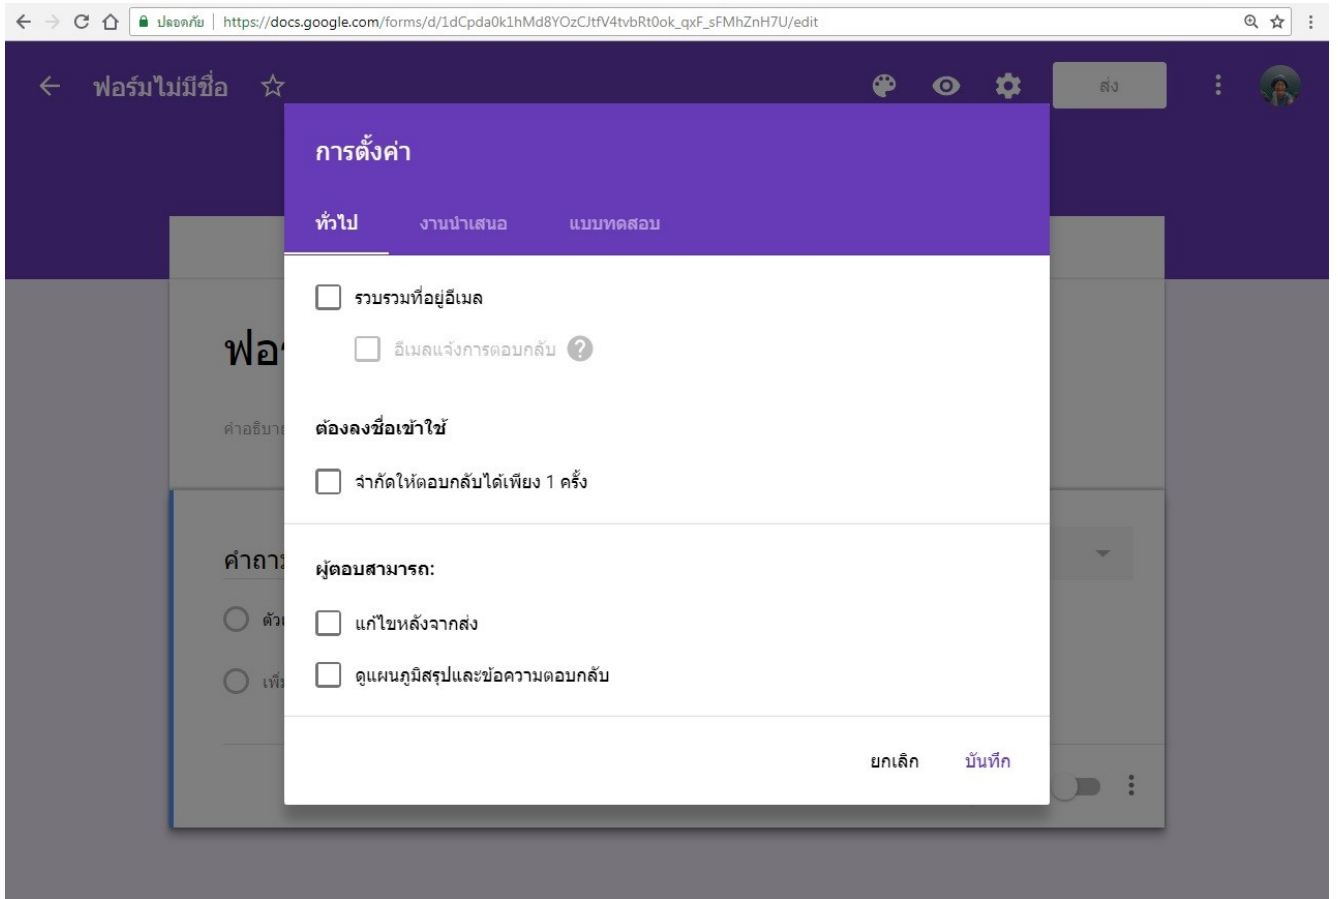 ปลอดภัย | https://docs.google.com/forms/d/1dCpda0k1hMd8YOzCJtfV4tvbRt0ok_qxF_sFMhZnH7U/edit
ฟอร์มไม่มีชื่อ
ส่ง
การตั้งค่า
ทั่วไป งานนำเสนอ แบบทดสอบ
รวบรวมที่อยู่อีเมล
อีเมลแจ้งการตอบกลับ ?
ต้องลงชื่อเข้าใช้
จำกัดให้ตอบกลับได้เพียง 1 ครั้ง
ผู้ตอบสามารถ:
แก้ไขหลังจากส่ง
ดูแผนภูมิสรุปและข้อความตอบกลับ
ยกเลิก บันทึก